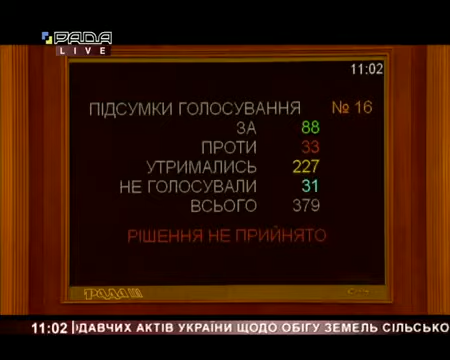 РАДА
LIVE
11:02
ПІДСУМКИ ГОЛОСУВАННЯ № 16
ЗА 88
ПРОТИ 33
УТРИМАЛИСЬ 227
НЕ ГОЛОСУВАЛИ 31
ВСЬОГО 379
РІШЕННЯ НЕ ПРИЙНЯТО
РАДА
11:02 ДАВЧИХ АКТІВ УКРАЇНИ ЩОДО ОБІГУ ЗЕМЕЛЬ СІЛЬСЬКО